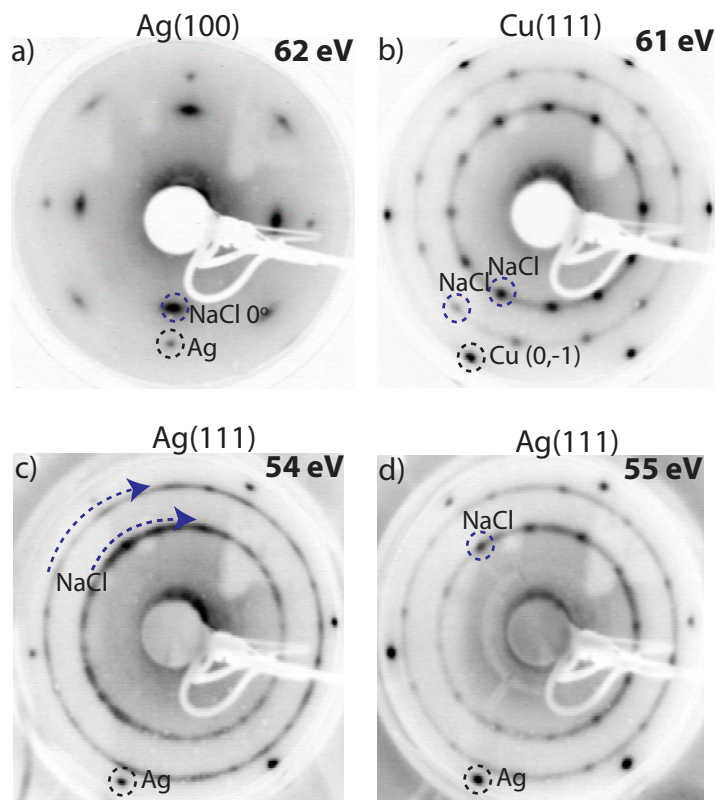 Ag(100)
a)
62 eV
NaCl 0°
Ag
Cu(111)
b)
61 eV
NaCl
NaCl
Cu (0,-1)
Ag(111)
c)
54 eV
NaCl
Ag
Ag(111)
d)
55 eV
NaCl
Ag